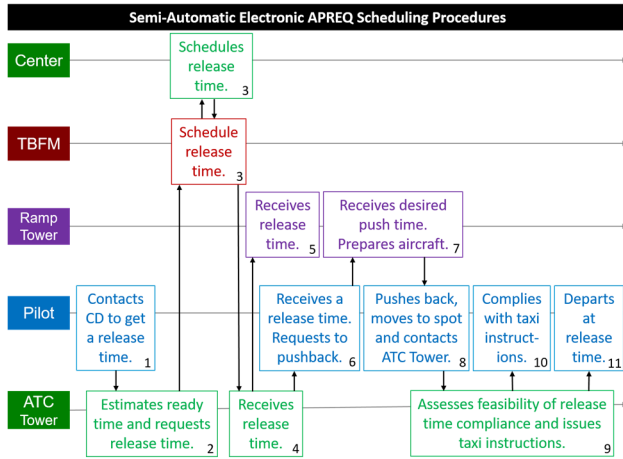 Semi-Automatic Electronic APREQ Scheduling Procedures
Center
Schedules
release
time. 3
TBFM
Schedule
release
time. 3
Ramp
Tower
Receives
release
time. 5
Receives desired
push time.
Prepares aircraft. 7
Pilot
Contacts
CD to get
a release
time. 1
Receives a
release time.
Requests to
pushback. 6
Pushes back,
moves to spot
and contacts
ATC Tower. 8
Complies
with taxi
instruct-
ions. 10
Departs
at
release
time. 11
ATC
Tower
Estimates ready
time and requests
release time. 2
Receives
release
time. 4
Assesses feasibility of release
time compliance and issues
taxi instructions. 9